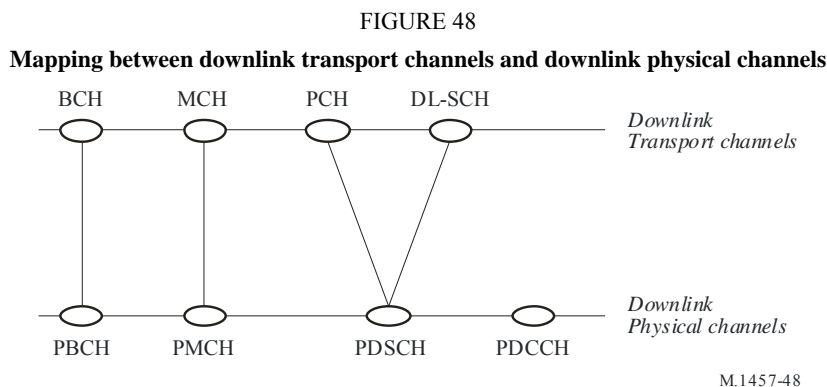 FIGURE 48
Mapping between downlink transport channels and downlink physical channels
BCH MCH PCH DL-SCH
Downlink
Transport channels
Downlink
Physical channels
PBCH PMCH PDSCH PDCCH
M.1457-48